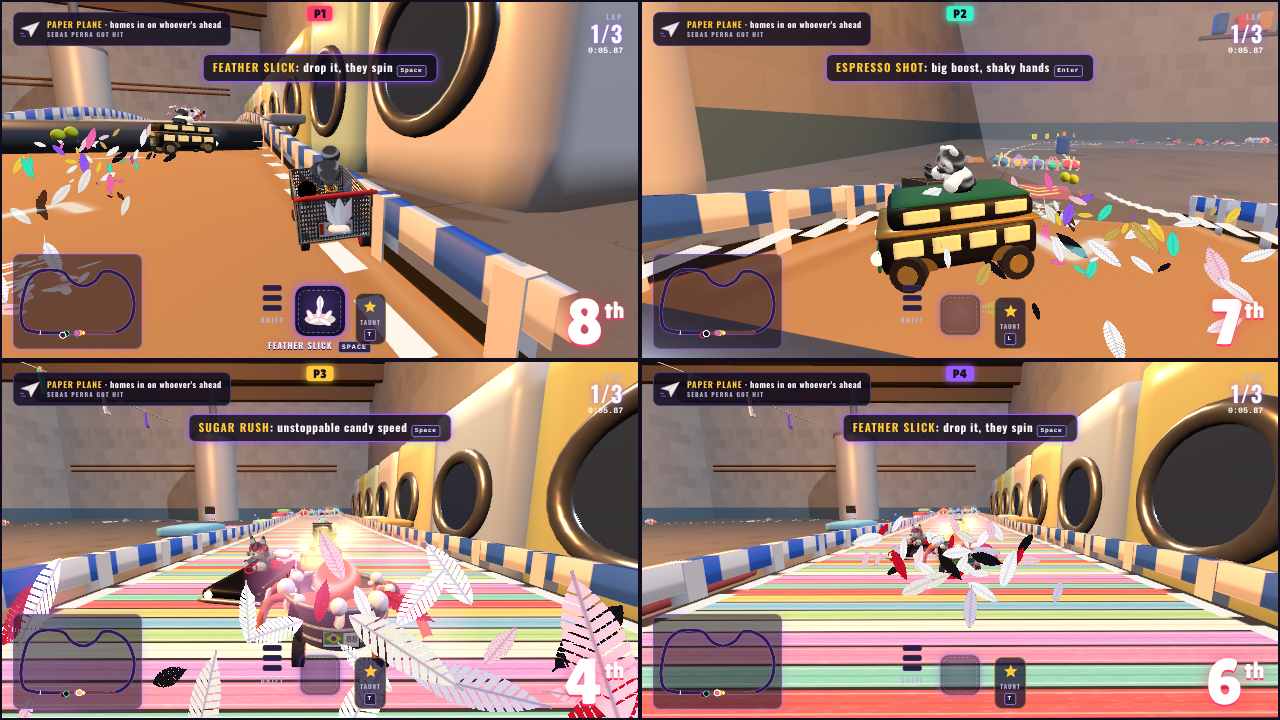 PAPER PLANE · homes in on whoever's ahead
SEBAS PERRA GOT HIT
P1
LAP
1/3
0:05.87
FEATHER SLICK: drop it, they spin Space
DRIFT
TAUNT
T
FEATHER SLICK SPACE
8th
PAPER PLANE · homes in on whoever's ahead
SEBAS PERRA GOT HIT
P2
LAP
1/3
0:05.87
ESPRESSO SHOT: big boost, shaky hands Enter
DRIFT
TAUNT
L
7th
PAPER PLANE · homes in on whoever's ahead
SEBAS PERRA GOT HIT
P3
LAP
1/3
0:05.87
SUGAR RUSH: unstoppable candy speed Space
88
DRIFT
TAUNT
T
4th
PAPER PLANE · homes in on whoever's ahead
SEBAS PERRA GOT HIT
P4
LAP
1/3
0:05.87
FEATHER SLICK: drop it, they spin Space
DRIFT
TAUNT
T
6th